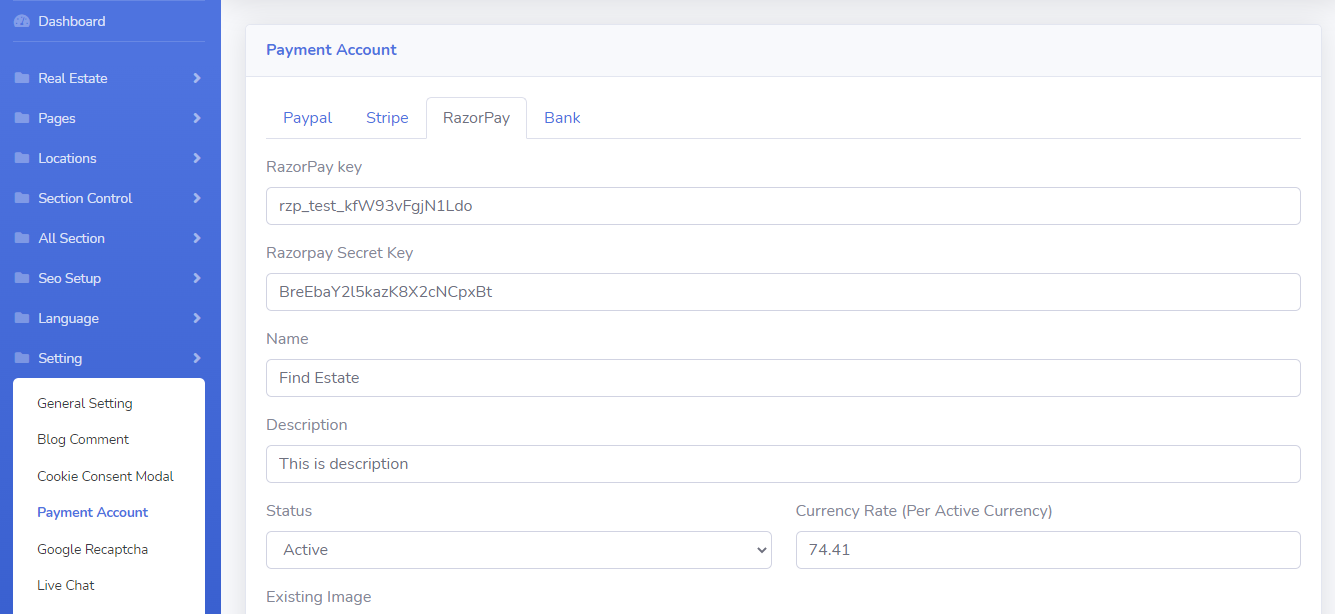 Dashboard
Real Estate
Pages
Locations
Section Control
All Section
Seo Setup
Language
Setting
General Setting
Blog Comment
Cookie Consent Modal
Payment Account
Google Recaptcha
Live Chat
Payment Account
Paypal Stripe RazorPay Bank
RazorPay key
rzp_test_kfW93vFgjN1Ldo
Razorpay Secret Key
BreEbaY2l5kazK8X2cNCpxBt
Name
Find Estate
Description
This is description
Status Currency Rate (Per Active Currency)
Active 74.41
Existing Image